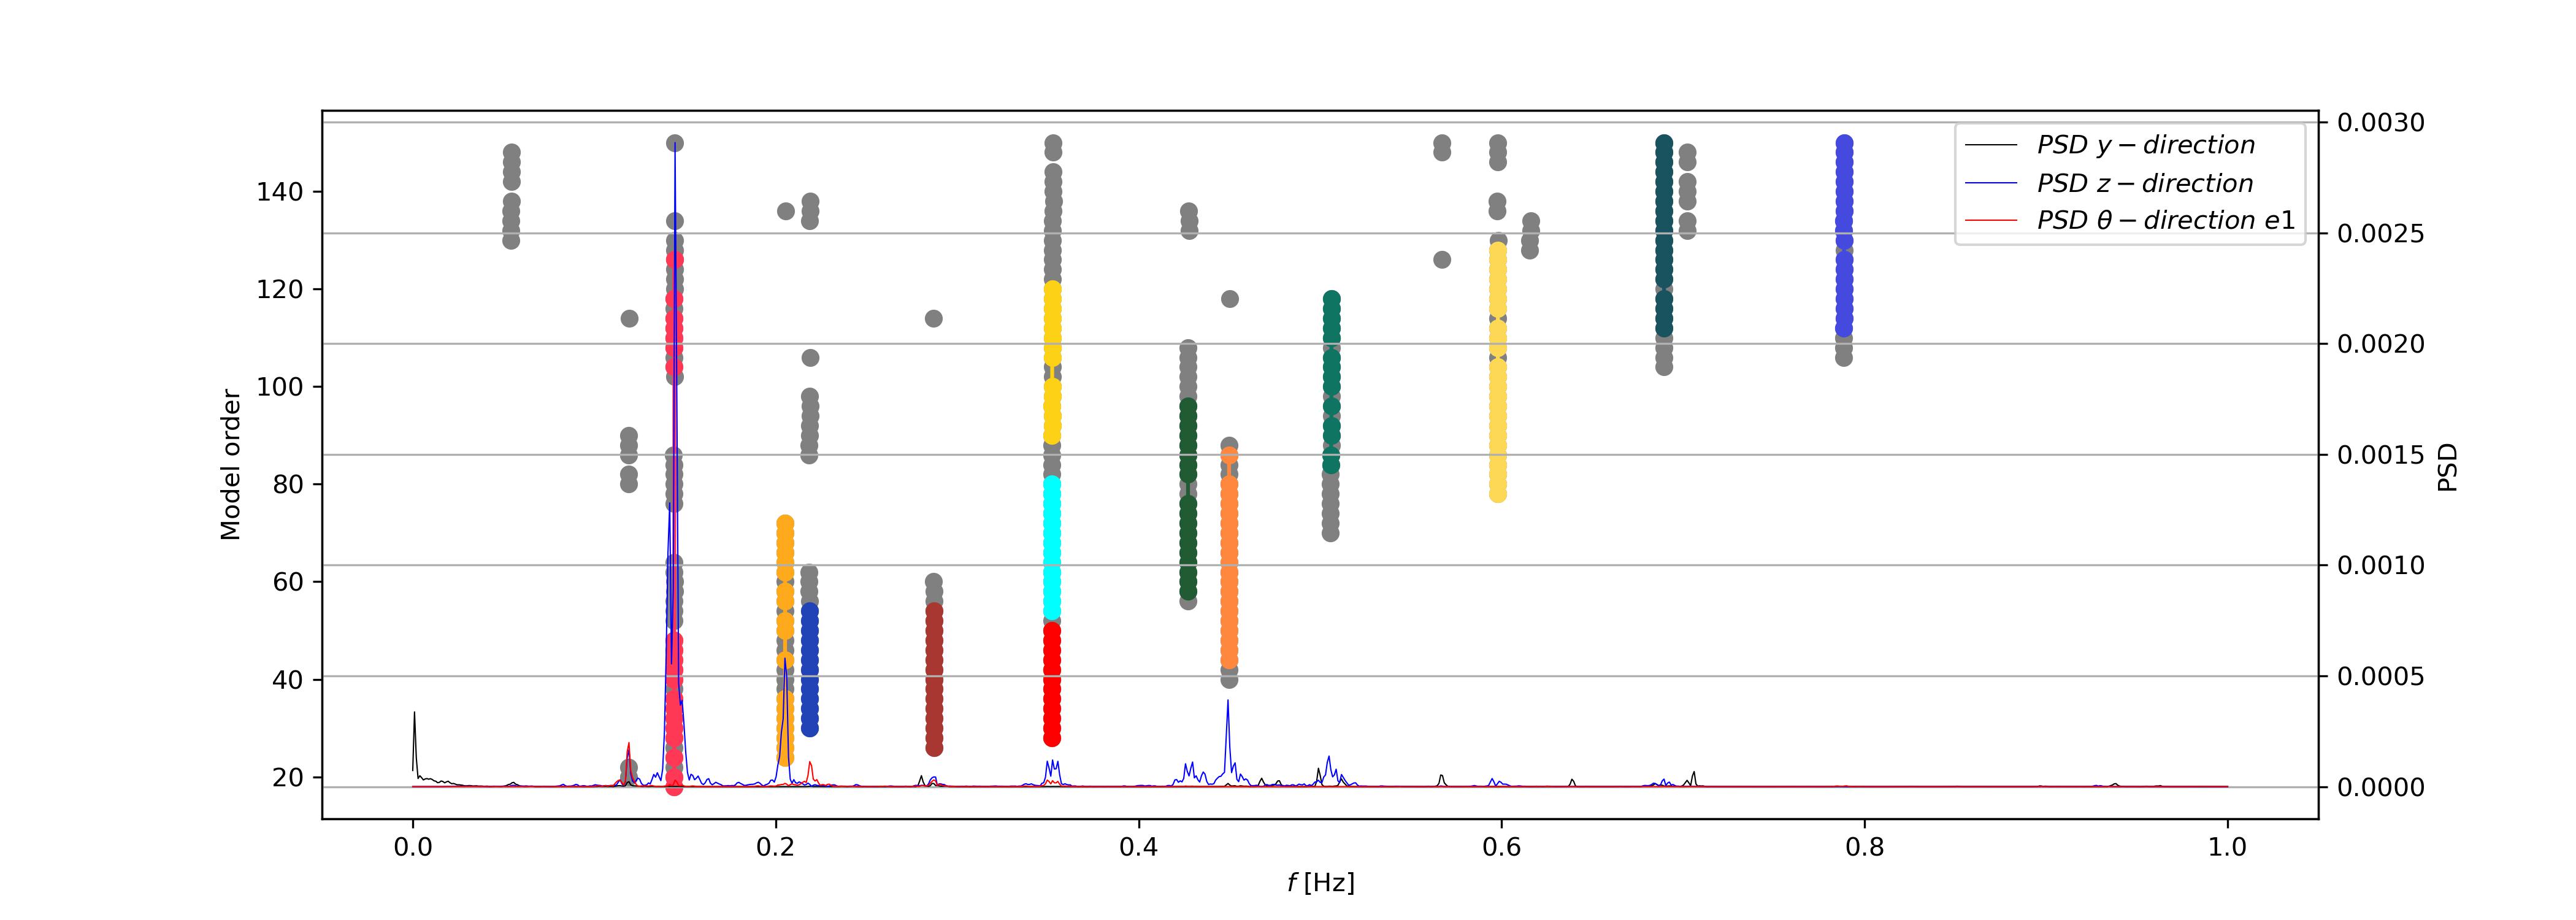 0.0030
PSD y − direction
140
PSD z − direction
PSD θ − direction e1
0.0025
120
0.0020
100
0.0015
Model order
PSD
80
60
0.0010
40
0.0005
20
0.0000
0.0 0.2 0.4 0.6 0.8 1.0
f [Hz]